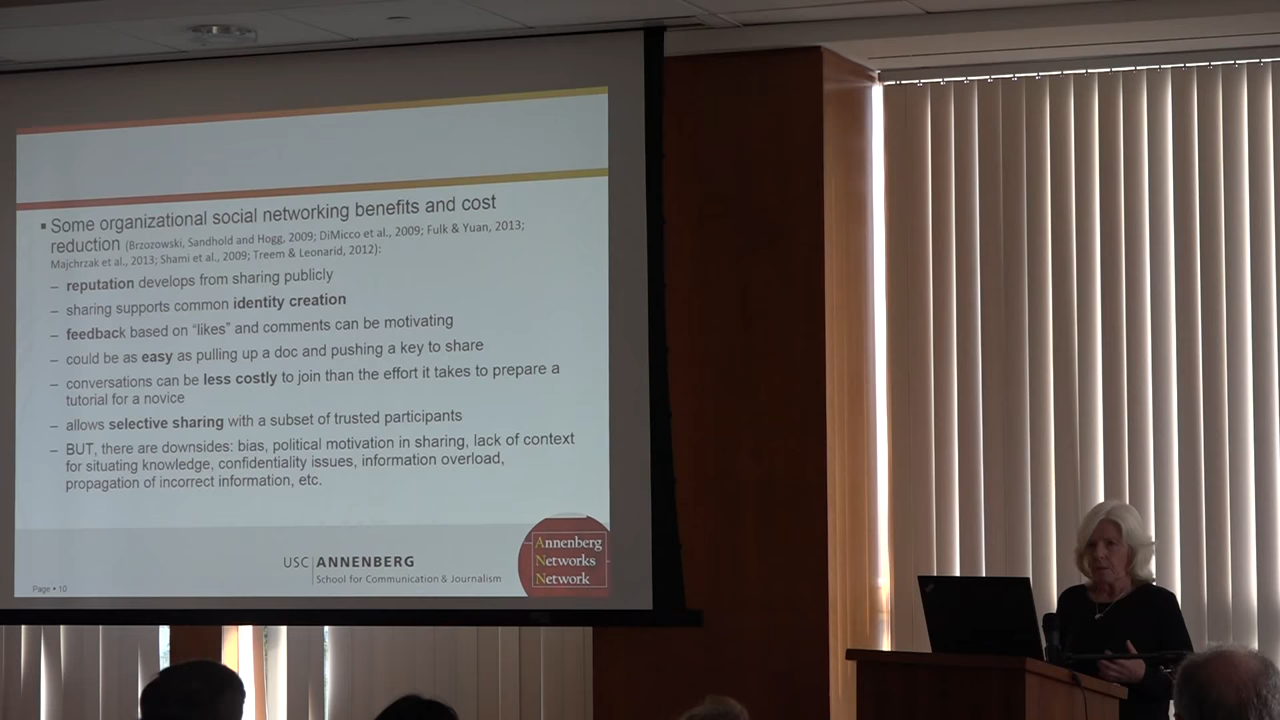 ▪ Some organizational social networking benefits and cost
reduction (Brzozowski, Sandhold and Hogg, 2009; DiMicco et al., 2009; Fulk & Yuan, 2013;
Majchrzak et al., 2013; Shami et al., 2009; Treem & Leonarid, 2012):
– reputation develops from sharing publicly
– sharing supports common identity creation
– feedback based on “likes” and comments can be motivating
– could be as easy as pulling up a doc and pushing a key to share
– conversations can be less costly to join than the effort it takes to prepare a
tutorial for a novice
– allows selective sharing with a subset of trusted participants
– BUT, there are downsides: bias, political motivation in sharing, lack of context
for situating knowledge, confidentiality issues, information overload,
propagation of incorrect information, etc.
USC ANNENBERG
School for Communication & Journalism
Annenberg
Networks
Network
Page ▪ 10